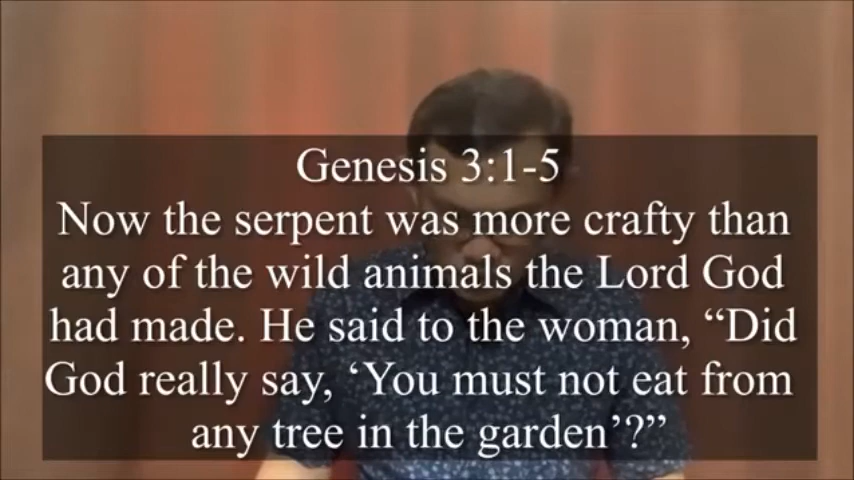 Genesis 3:1-5
Now the serpent was more crafty than
any of the wild animals the Lord God
had made. He said to the woman, “Did
God really say, ‘You must not eat from
any tree in the garden’?”